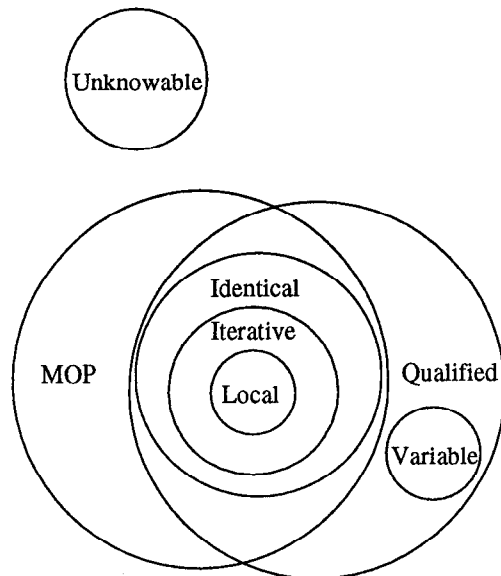 Unknowable
Identical
Iterative
MOP
Qualified
Local
Variable